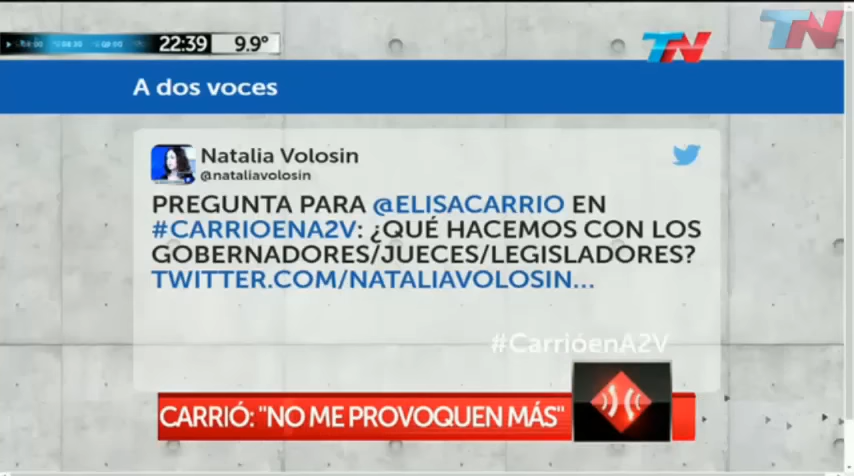 22:39 9.9°
TN
TN
A dos voces
Natalia Volosin
@nataliavolosin
PREGUNTA PARA @ELISACARRIO EN
#CARRIOENA2V: ¿QUÉ HACEMOS CON LOS
GOBERNADORES/JUECES/LEGISLADORES?
TWITTER.COM/NATALIAVOLOSIN...
#CarrióenA2V
CARRIÓ: "NO ME PROVOQUEN MÁS"